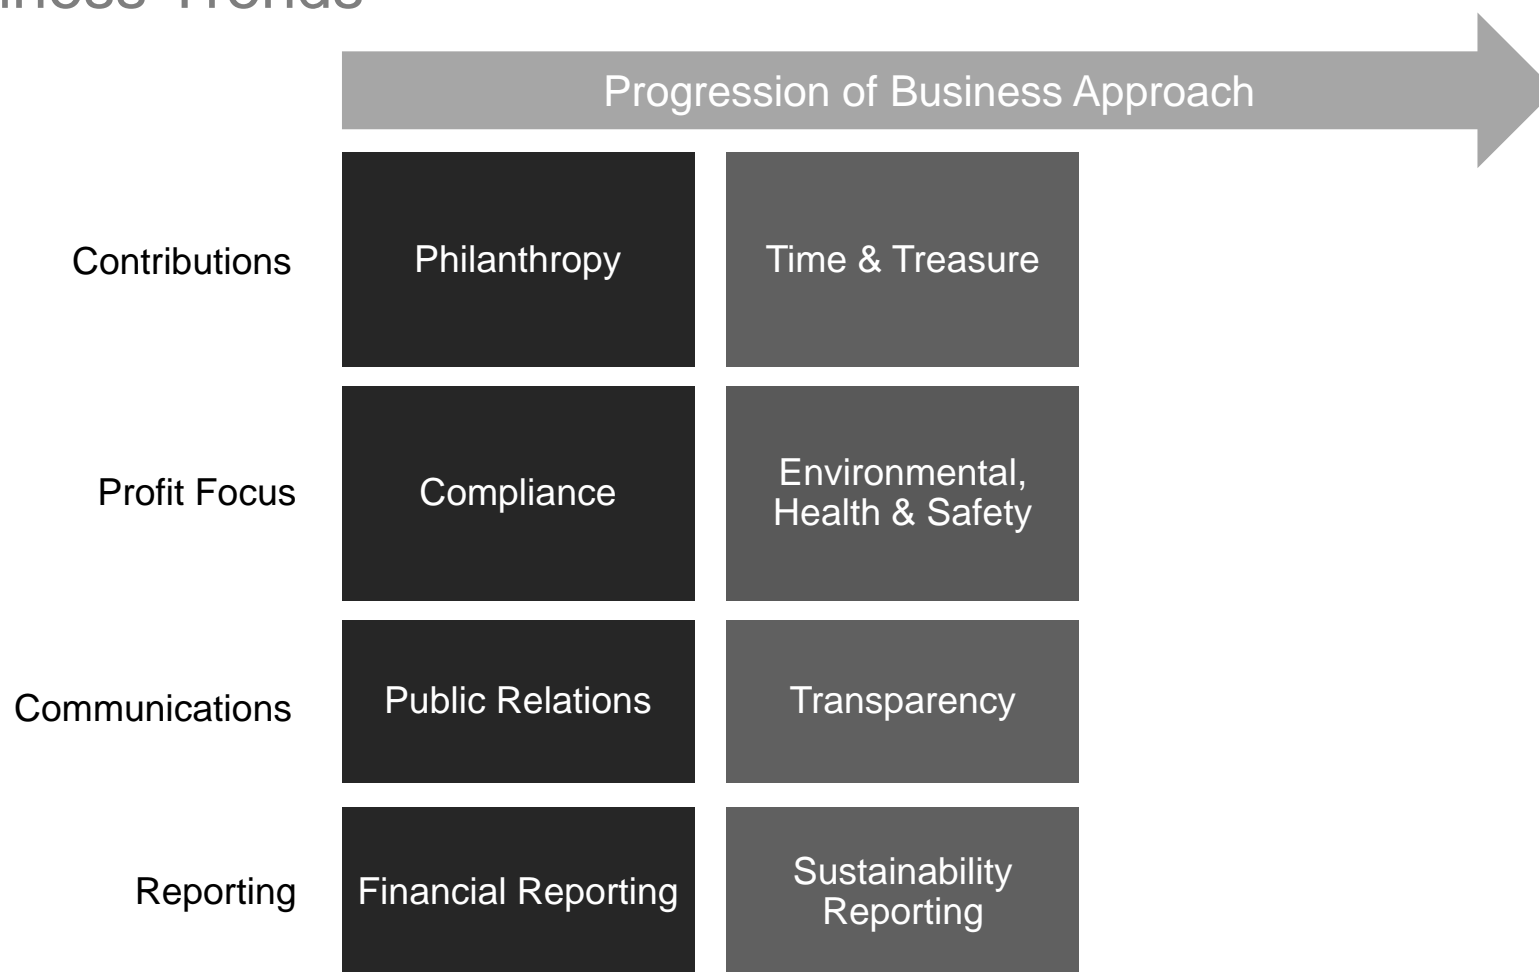 Trends
Progression of Business Approach
Contributions
Philanthropy
Time & Treasure
Profit Focus
Compliance
Environmental,
Health & Safety
Communications
Public Relations
Transparency
Reporting
Financial Reporting
Sustainability
Reporting